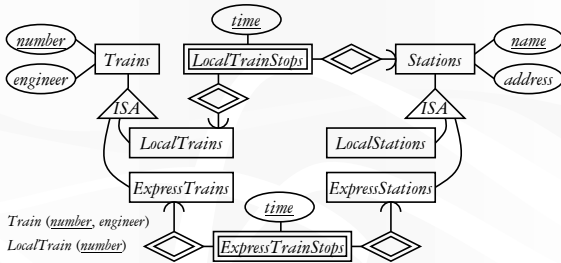 time
number
Trains
LocalTrainStops
Stations
name
engineer
address
ISA
ISA
LocalTrains
LocalStations
ExpressTrains
ExpressStations
time
Train (number, engineer)
LocalTrain (number)
ExpressTrainStops